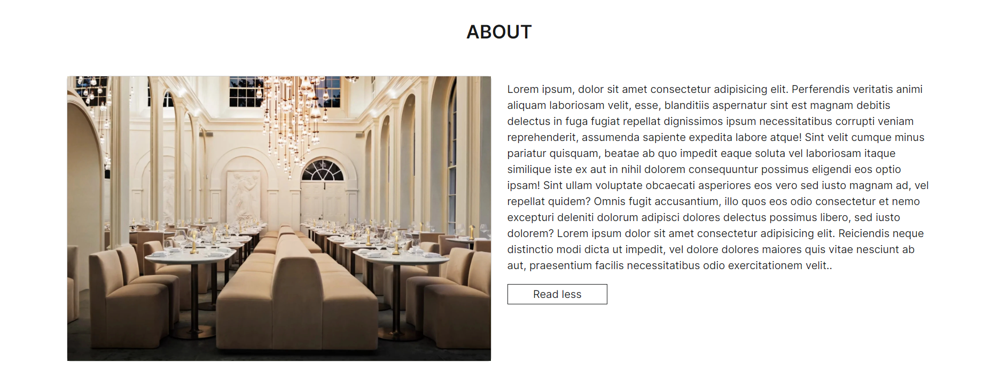 ABOUT
Lorem ipsum, dolor sit amet consectetur adipisicing elit. Perferendis veritatis animi
aliquam laboriosam velit, esse, blanditiis aspernatur sint est magnam debitis
delectus in fuga fugiat repellat dignissimos ipsum necessitatibus corrupti veniam
reprehenderit, assumenda sapiente expedita labore atque! Sint velit cumque minus
pariatur quisquam, beatae ab quo impedit eaque soluta vel laboriosam itaque
similique iste ex aut in nihil dolorem consequuntur possimus eligendi eos optio
ipsam! Sint ullam voluptate obcaecati asperiores eos vero sed iusto magnam ad, vel
repellat quidem? Omnis fugit accusantium, illo quos eos odio consectetur et nemo
excepturi deleniti dolorum adipisci dolores delectus possimus libero, sed iusto
dolorem? Lorem ipsum dolor sit amet consectetur adipisicing elit. Reiciendis neque
distinctio modi dicta ut impedit, vel dolore dolores maiores quis vitae nesciunt ab
aut, praesentium facilis necessitatibus odio exercitationem velit..
Read less